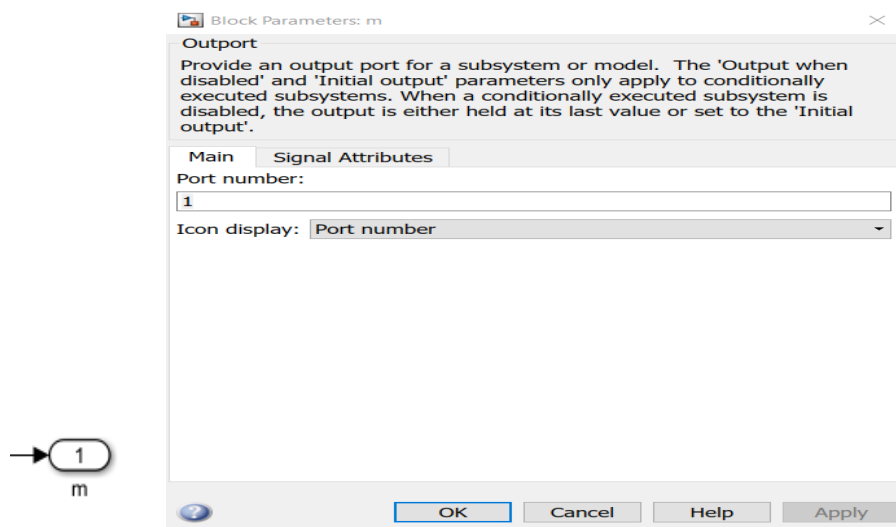 Block Parameters: m
Outport
Provide an output port for a subsystem or model.  The 'Output when
disabled' and 'Initial output' parameters only apply to conditionally
executed subsystems. When a conditionally executed subsystem is
disabled, the output is either held at its last value or set to the 'Initial
output'.
Main
Signal Attributes
Port number:
1
Icon display: Port number
1
m
OK
Cancel
Help
Apply